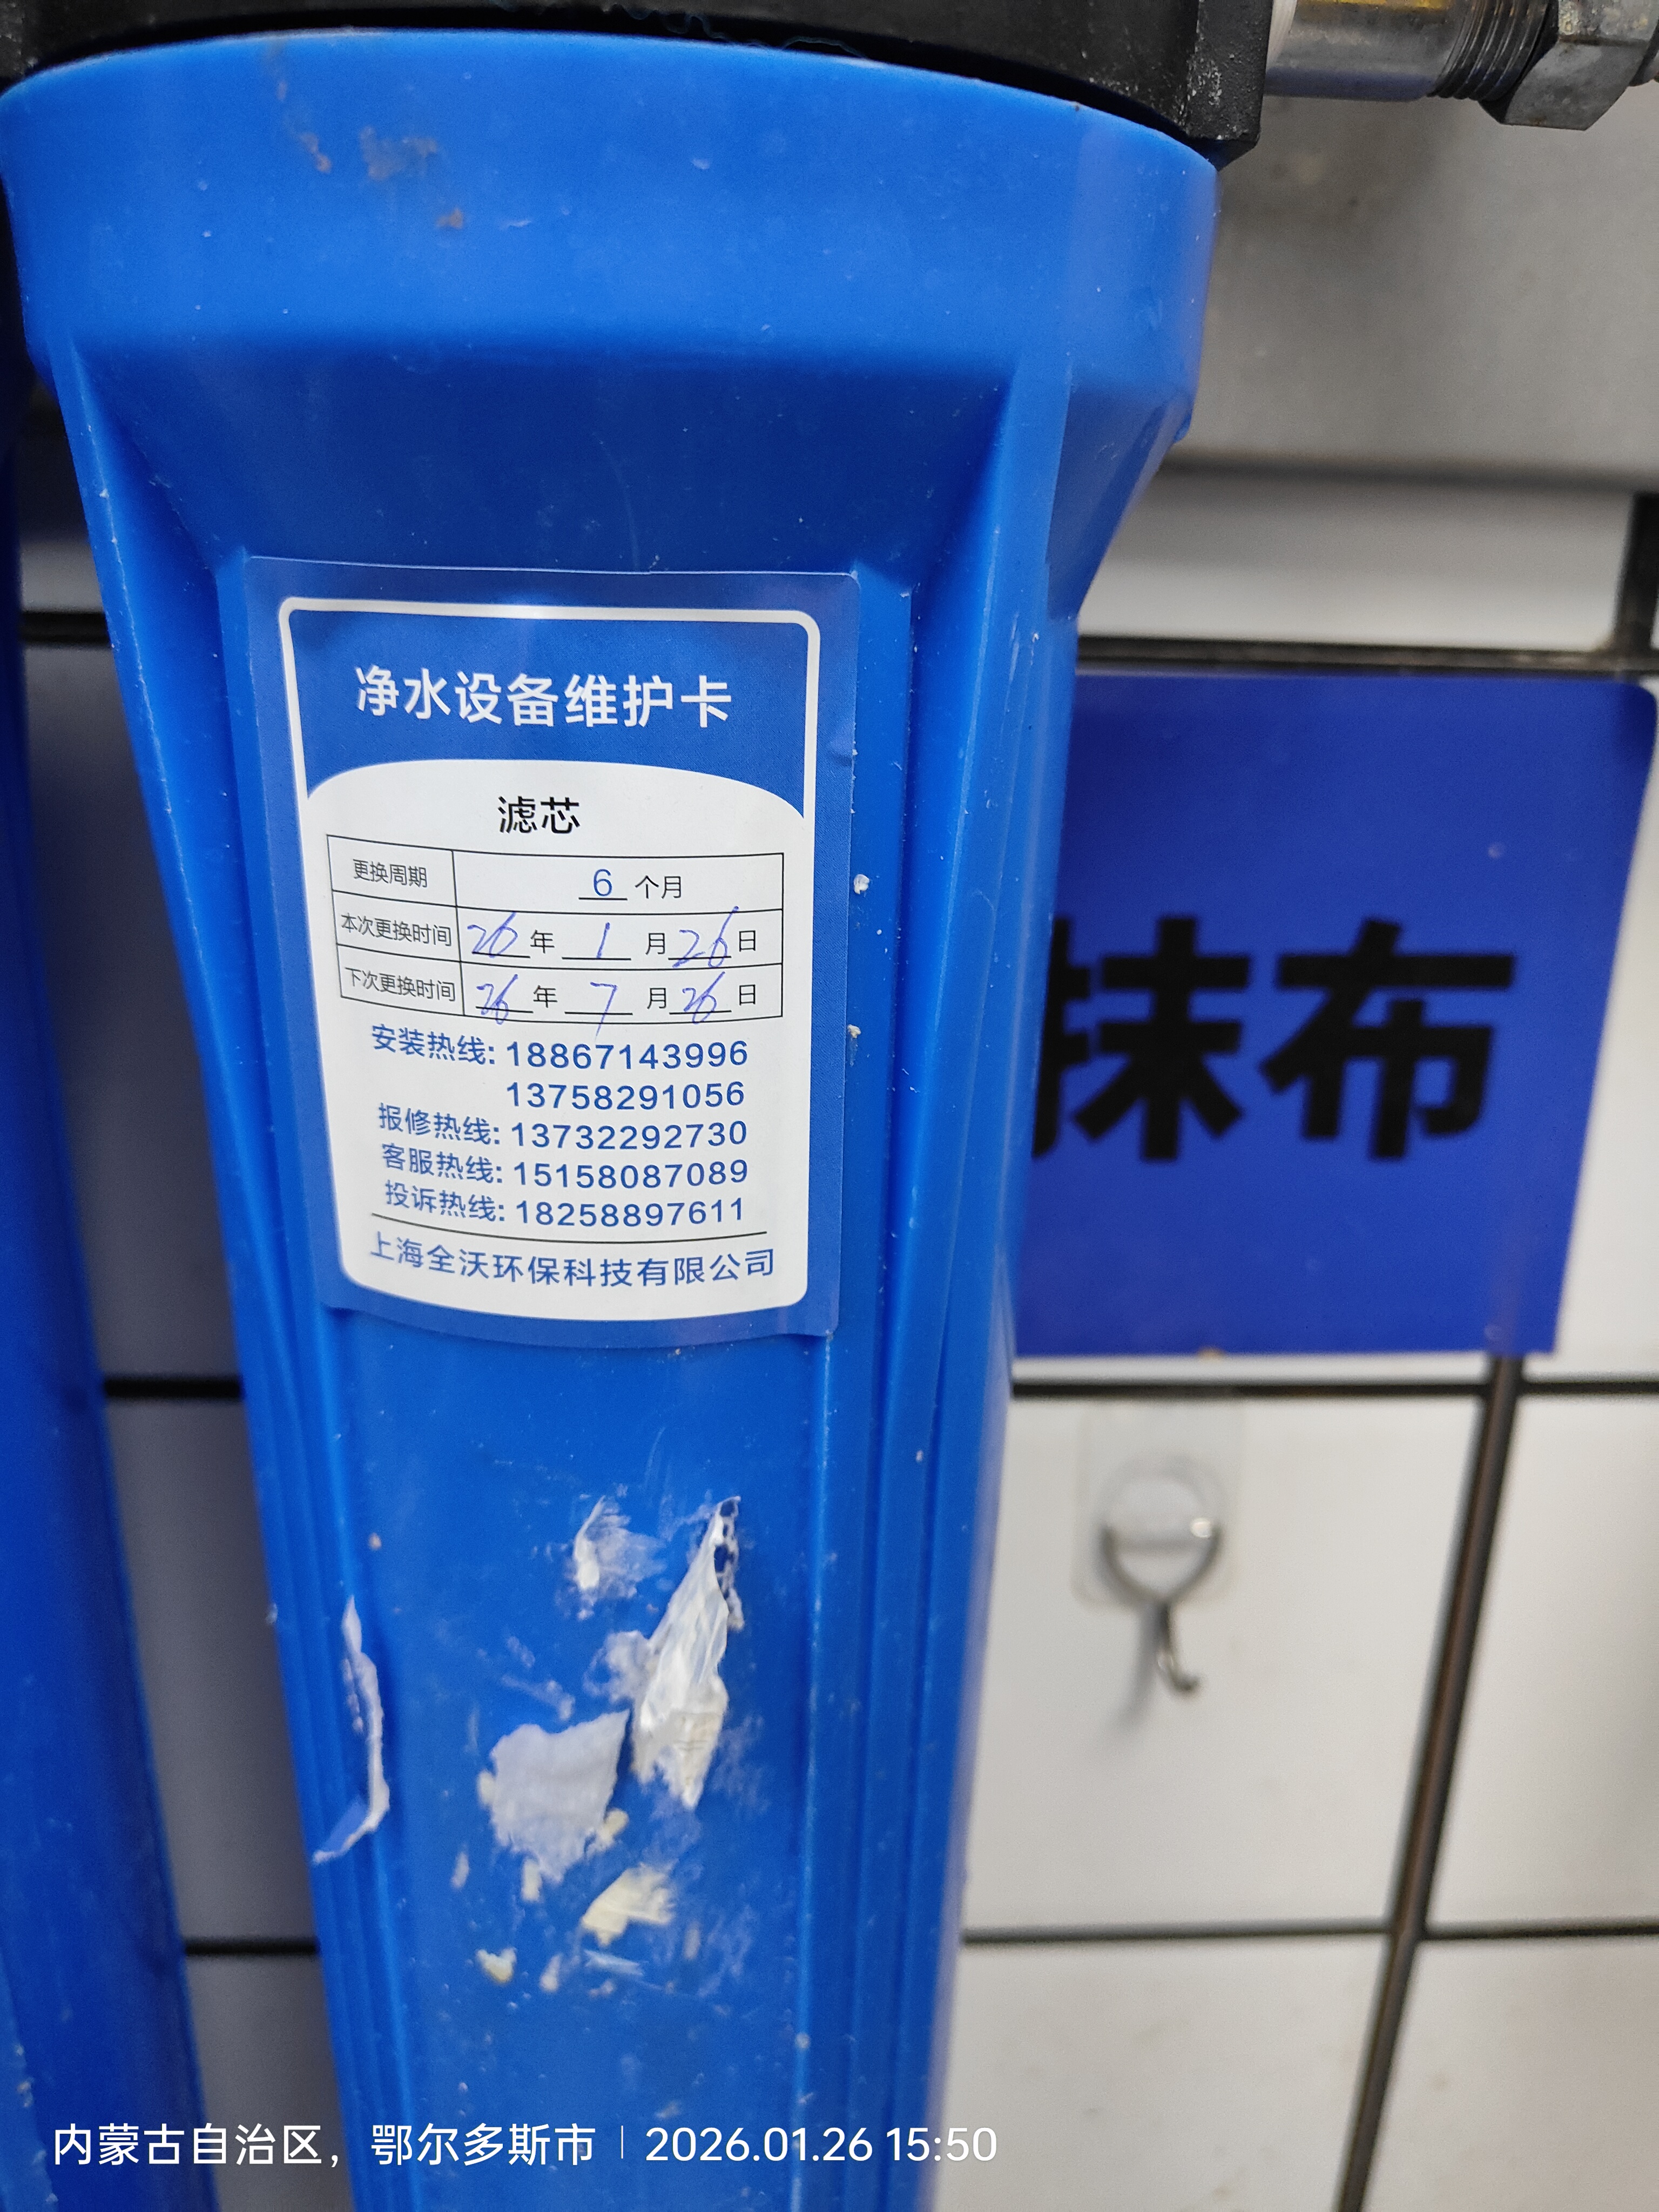 净水设备维护卡
滤芯
更换周期 6 个月
本次更换时间 26 年 1 月 26 日
下次更换时间 26 年 7 月 26 日
安装热线: 18867143996
13758291056
报修热线: 13732292730
客服热线: 15158087089
投诉热线: 18258897611
上海全沃环保科技有限公司
抹布
内蒙古自治区，鄂尔多斯市 | 2026.01.26 15:50